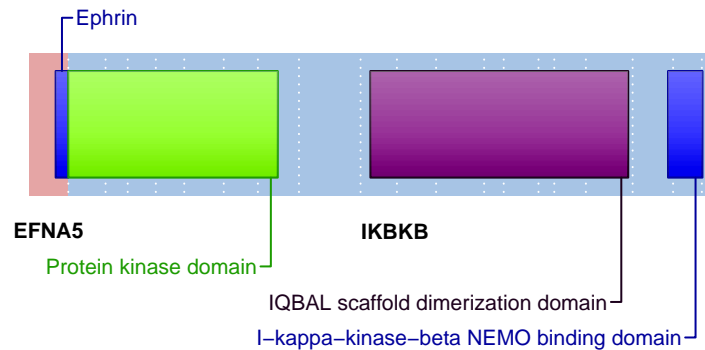 Ephrin
EFNA5
IKBKB
Protein kinase domain
IQBAL scaffold dimerization domain
I−kappa−kinase−beta NEMO binding domain